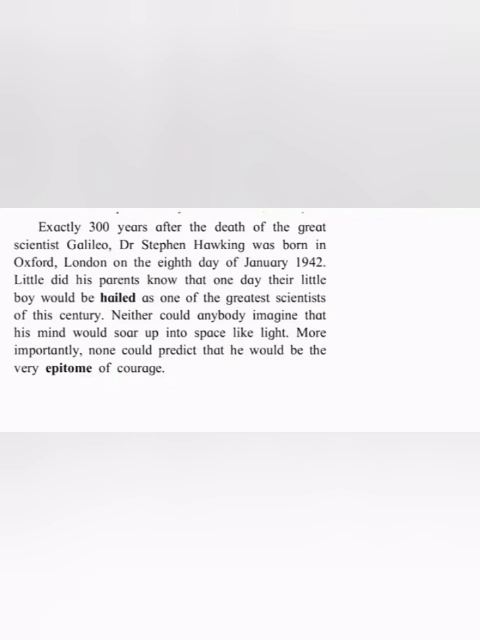 Exactly 300 years after the death of the great
scientist Galileo, Dr Stephen Hawking was born in
Oxford, London on the eighth day of January 1942.
Little did his parents know that one day their little
boy would be hailed as one of the greatest scientists
of this century. Neither could anybody imagine that
his mind would soar up into space like light. More
importantly, none could predict that he would be the
very epitome of courage.